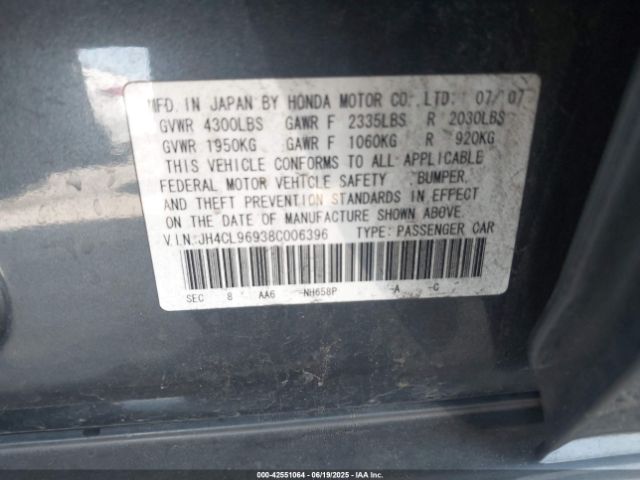 MFD. IN JAPAN BY HONDA MOTOR CO., LTD. 07/'07
GVWR 4300LBS GAWR F 2335LBS R 2030LBS
GVWR 1950KG GAWR F 1060KG R 920KG
THIS VEHICLE CONFORMS TO ALL APPLICABLE
FEDERAL MOTOR VEHICLE SAFETY , BUMPER,
AND THEFT PREVENTION STANDARDS IN EFFECT
ON THE DATE OF MANUFACTURE SHOWN ABOVE.
V.I.N.:JH4CL96938C006396 TYPE: PASSENGER CAR
SEC 8 AA6 NH658P A C
000-42551064 - 06/19/2025 - IAAI.com